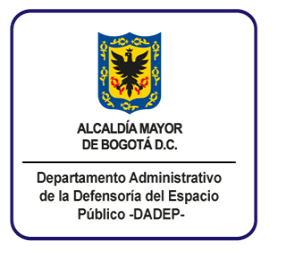 ALCALDÍA MAYOR
DE BOGOTÁ D.C.
Departamento Administrativo
de la Defensoría del Espacio
Público -DADEP-